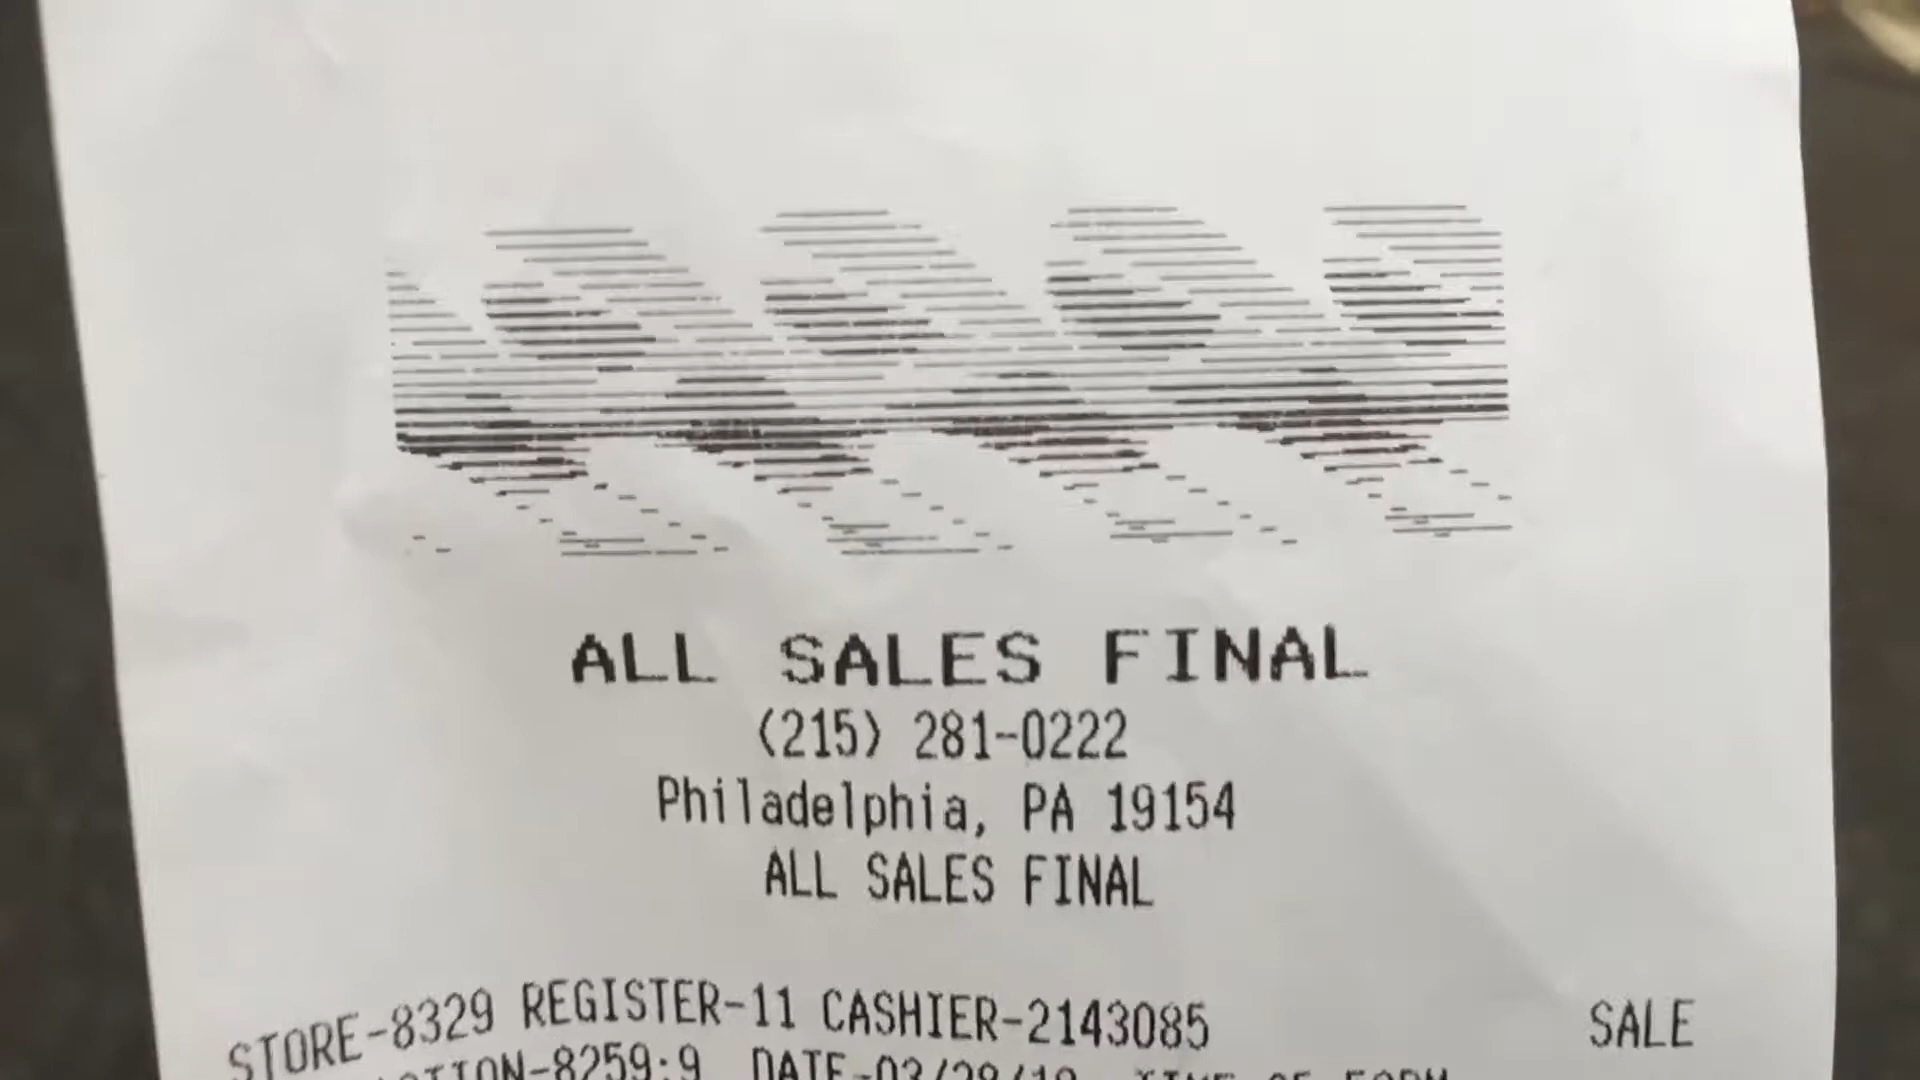 ALL SALES FINAL
(215) 281-0222
Philadelphia, PA 19154
ALL SALES FINAL
STORE-8329 REGISTER-11 CASHIER-2143085 SALE